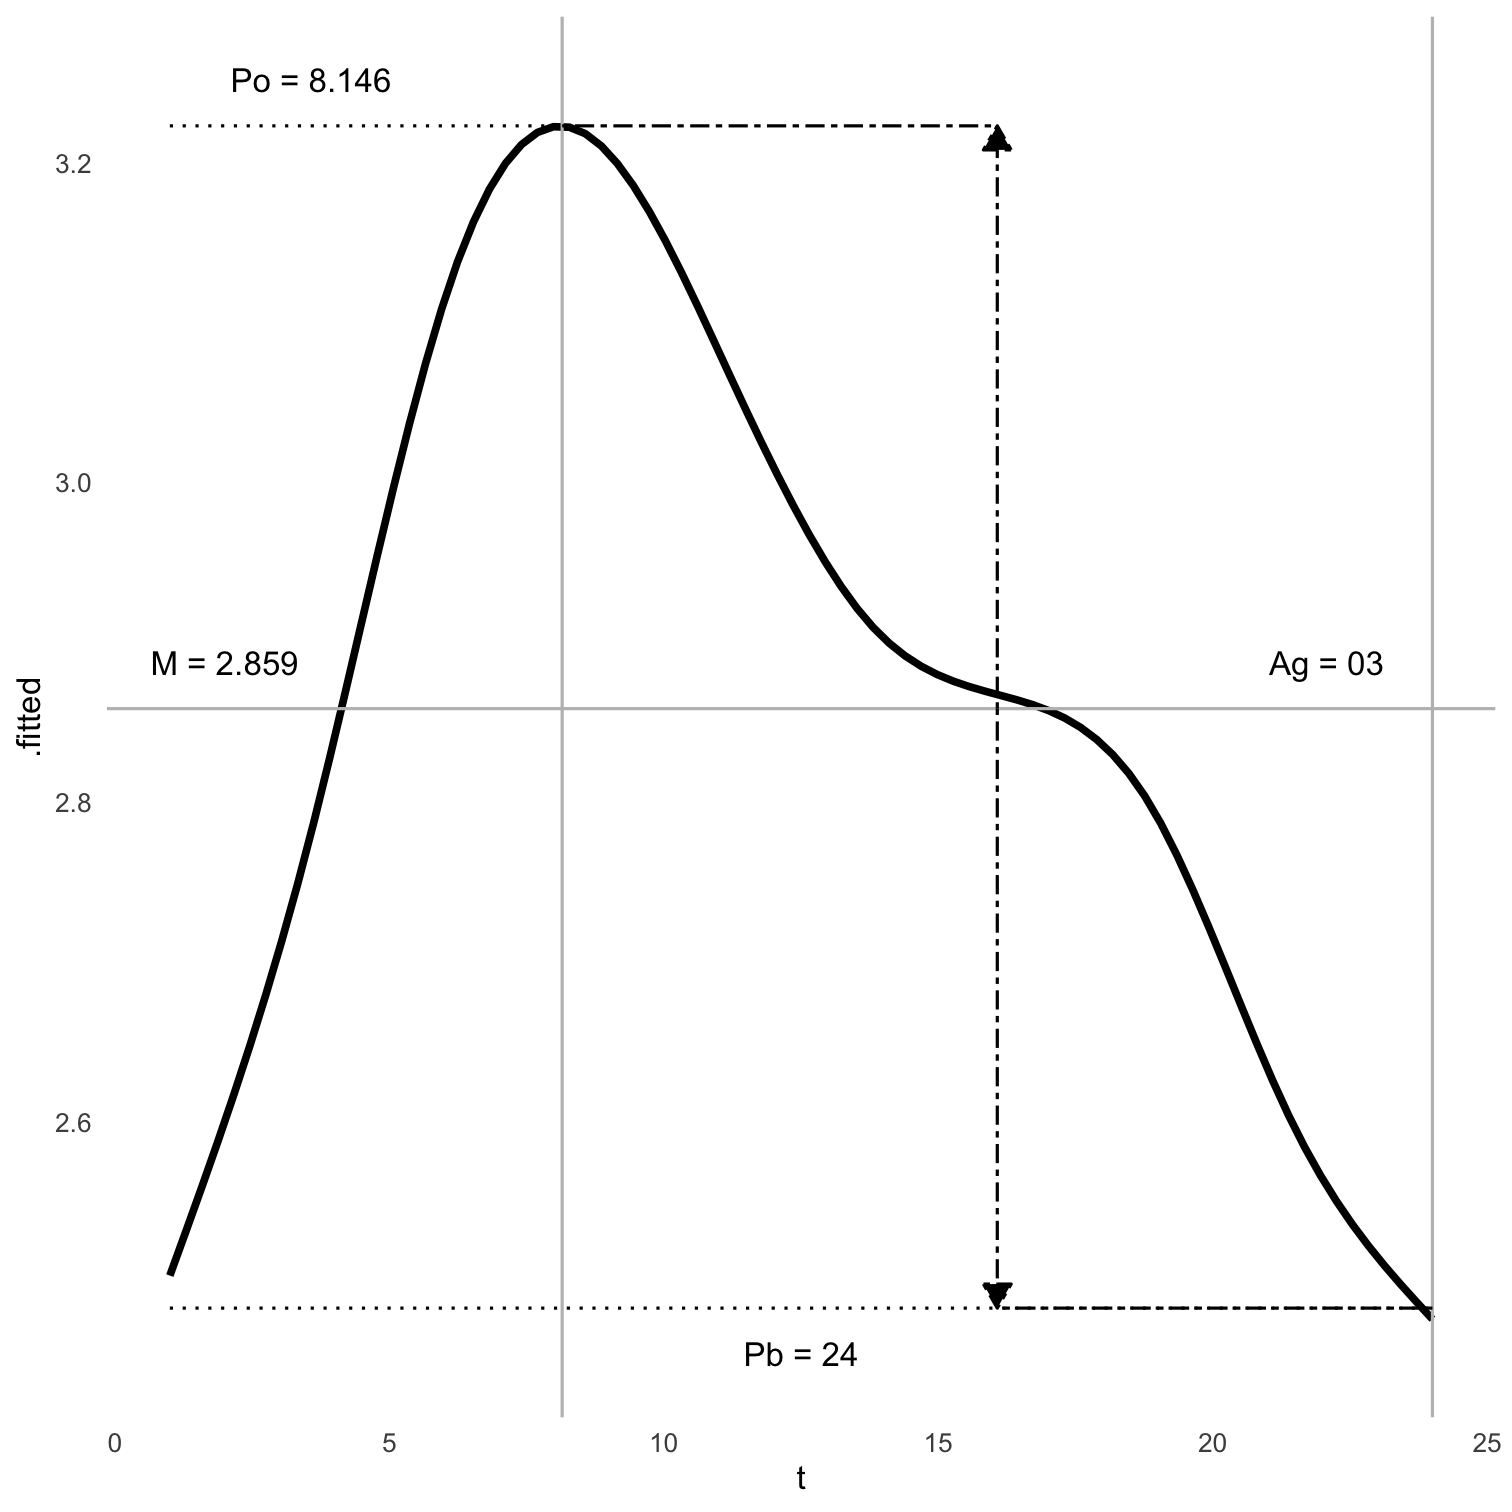 Po = 8.146
3.2
3.0
M = 2.859
Ag = 03
.fitted
2.8
2.6
Pb = 24
0 5 10 15 20 25
t